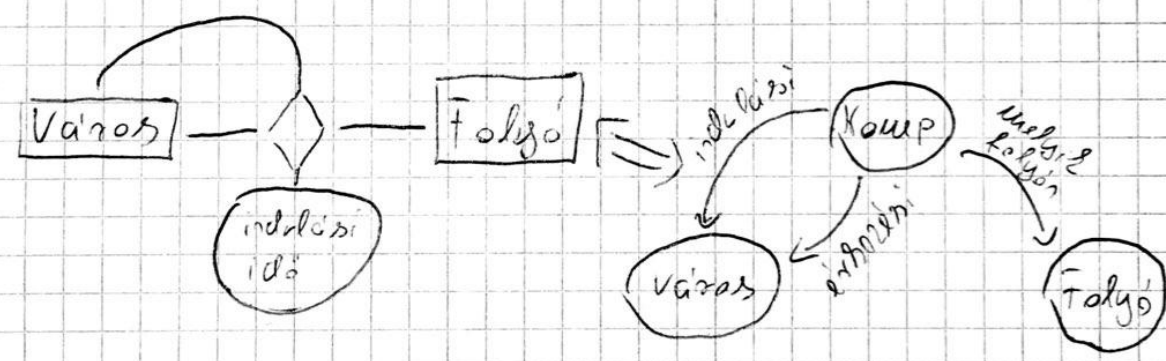 Város
Folyó
indulási
idő
indulási
Komp
melyik
folyón
érkezési
Város
Folyó